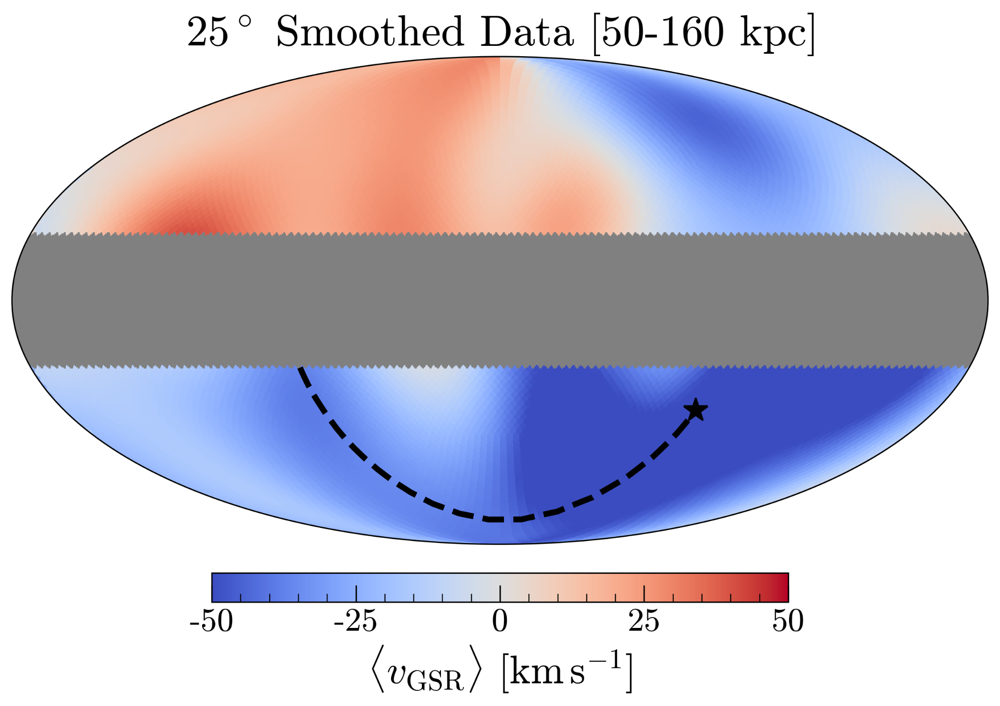 25° Smoothed Data [50-160 kpc]
-50 -25 0 25 50
⟨v_GSR⟩ [km s⁻¹]